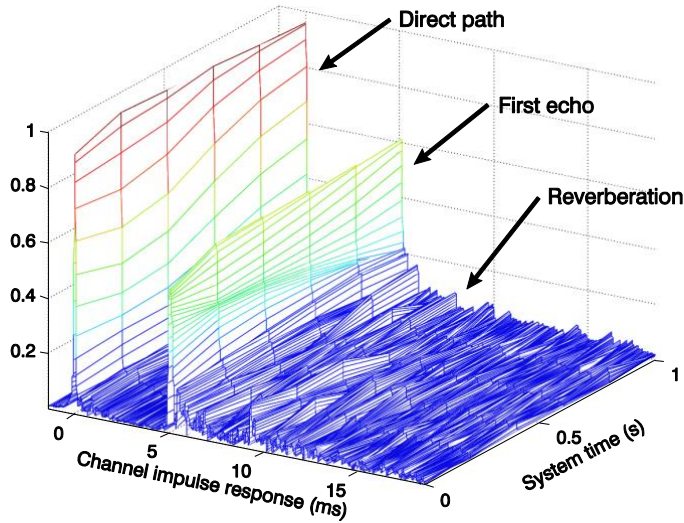 Direct path
First echo
Reverberation
1
0.8
0.6
0.4
0.2
0
5
10
15
0
0.5
1
Channel impulse response (ms)
System time (s)